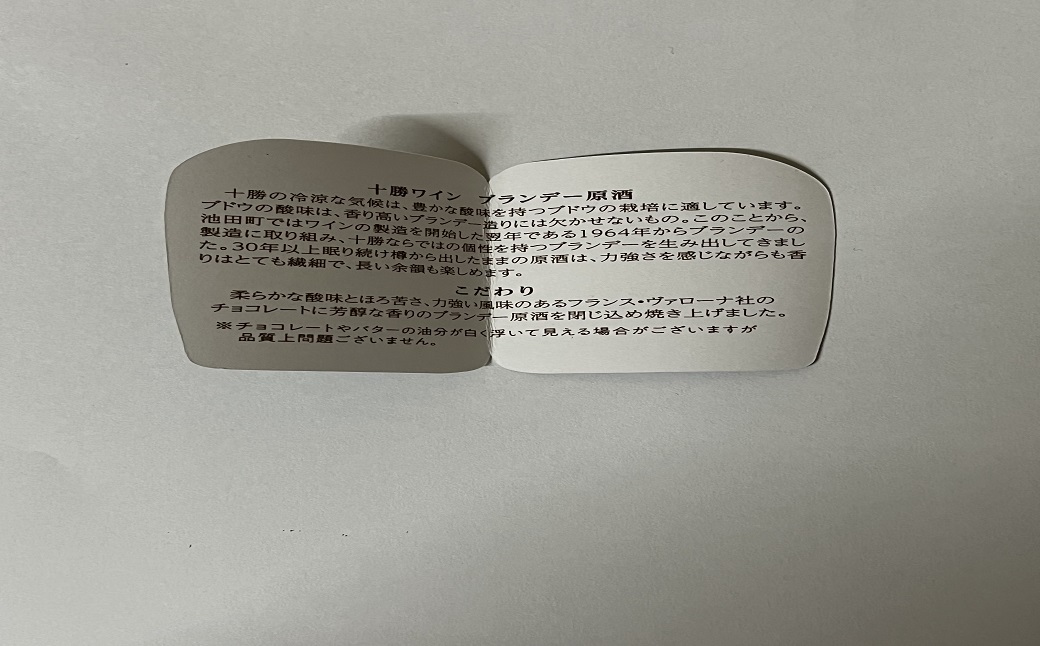 十勝ワイン ブランデー原酒
十勝の冷涼な気候は、豊かな酸味を持つブドウの栽培に適しています。
ブドウの酸味は、香り高いブランデー造りには欠かせないもの。このことから、
池田町ではワインの製造を開始した翌年である1964年からブランデーの
製造に取り組み、十勝ならではの個性を持つブランデーを生み出してきまし
た。30年以上眠り続け樽から出したままの原酒は、力強さを感じながらも香
りはとても繊細で、長い余韻も楽しめます。
こだわり
柔らかな酸味とほろ苦さ、力強い風味のあるフランス・ヴァローナ社の
チョコレートに芳醇な香りのブランデー原酒を閉じ込め焼き上げました。
※チョコレートやバターの油分が白く浮いて見える場合がございますが
品質上問題ございません。